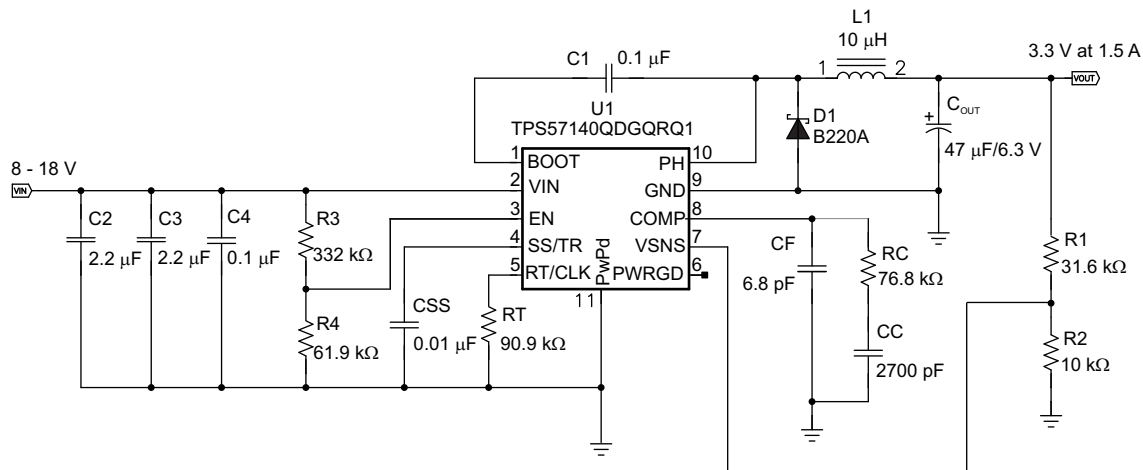 L1
10 μH
3.3 V at 1.5 A
C1
0.1 μF
1
2
VOUT
U1
TPS57140QDGQRQ1
D1
B220A
+
C_OUT
47 μF/6.3 V
8 - 18 V
VIN
1
BOOT
PH
10
2
VIN
GND
9
3
EN
COMP
8
4
SS/TR
VSNS
7
5
RT/CLK
PwPd
PWRGD
6
11
C2
2.2 μF
C3
2.2 μF
C4
0.1 μF
R3
332 kΩ
R4
61.9 kΩ
CSS
0.01 μF
RT
90.9 kΩ
CF
6.8 pF
RC
76.8 kΩ
CC
2700 pF
R1
31.6 kΩ
R2
10 kΩ